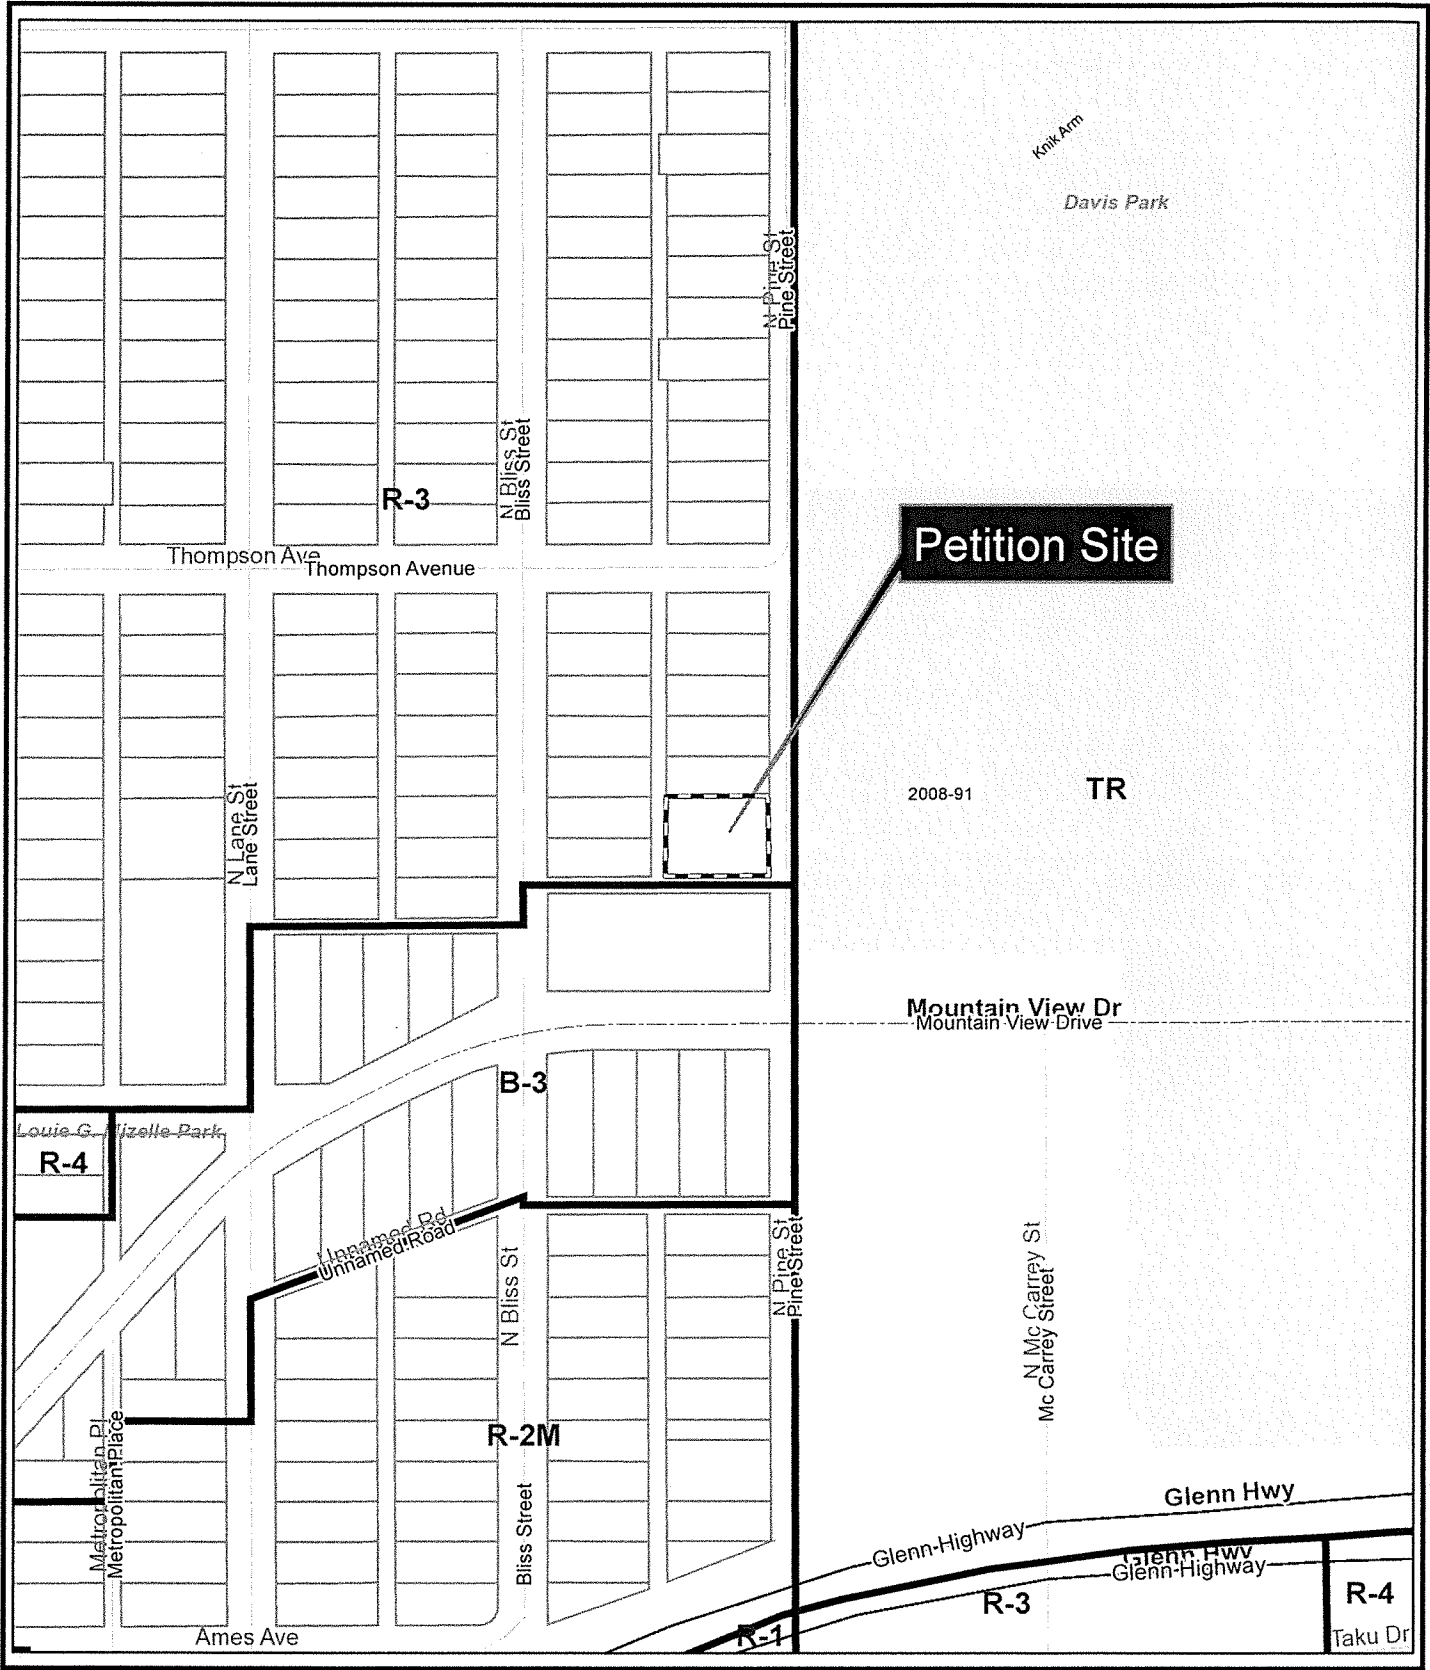 Knik Arm
Davis Park
N Pine St
Pine Street
N Bliss St
Bliss Street
R-3
Petition Site
Thompson Ave
Thompson Avenue
N Lane St
Lane Street
2008-91
TR
Mountain View Dr
Mountain View Drive
B-3
Louie G. Mizelle Park
R-4
Unnamed Rd
Unnamed Road
N Bliss St
N Pine St
Pine Street
N Mc Carrey St
Mc Carrey Street
Metropolitan Pl
Metropolitan Place
R-2M
Bliss Street
Glenn Hwy
Glenn-Highway
Glenn Hwy
Glenn-Highway
R-3
R-4
R-1
Ames Ave
Taku Dr